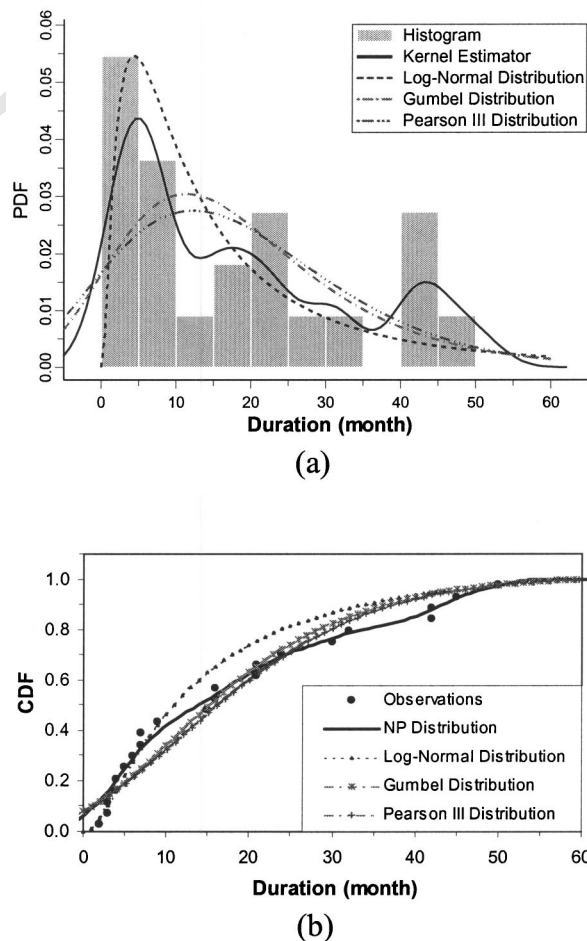 0.06
0.05
0.04
0.03
0.02
0.01
0.00
PDF
Histogram
Kernel Estimator
Log-Normal Distribution
Gumbel Distribution
Pearson III Distribution
0 10 20 30 40 50 60
Duration (month)
(a)
1.0
0.8
0.6
0.4
0.2
0.0
CDF
Observations
NP Distribution
Log-Normal Distribution
Gumbel Distribution
Pearson III Distribution
0 10 20 30 40 50 60
Duration (month)
(b)